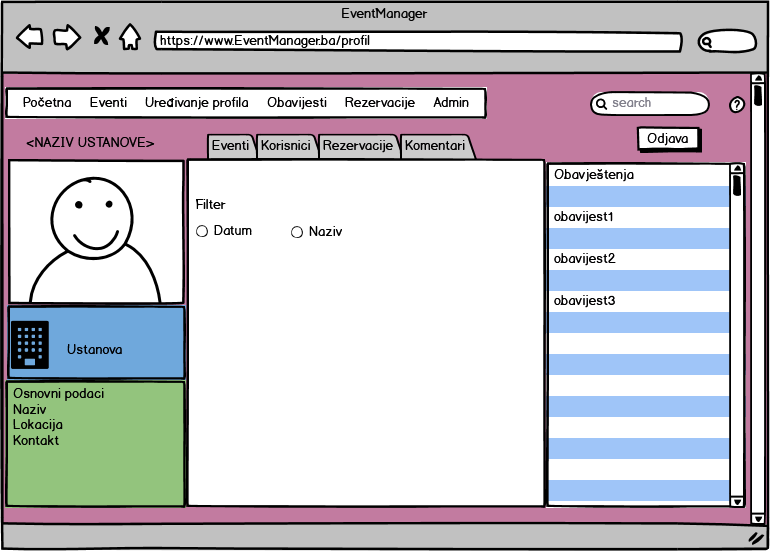 EventManager
https://www.EventManager.ba/profil
Početna Eventi Uređivanje profila Obavijesti Rezervacije Admin
search
?
Odjava
<NAZIV USTANOVE>
Eventi Korisnici Rezervacije Komentari
Filter
Datum Naziv
Obavještenja
obavijest1
obavijest2
obavijest3
Ustanova
Osnovni podaci
Naziv
Lokacija
Kontakt